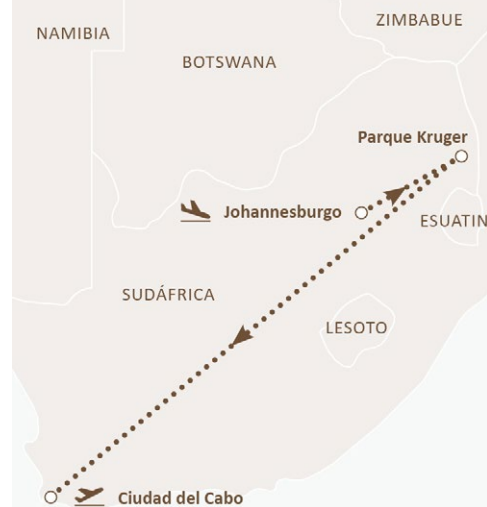 ZIMBABUE
NAMIBIA
BOTSWANA
Parque Kruger
Johannesburgo
ESUATIN
SUDÁFRICA
LESOTO
Ciudad del Cabo